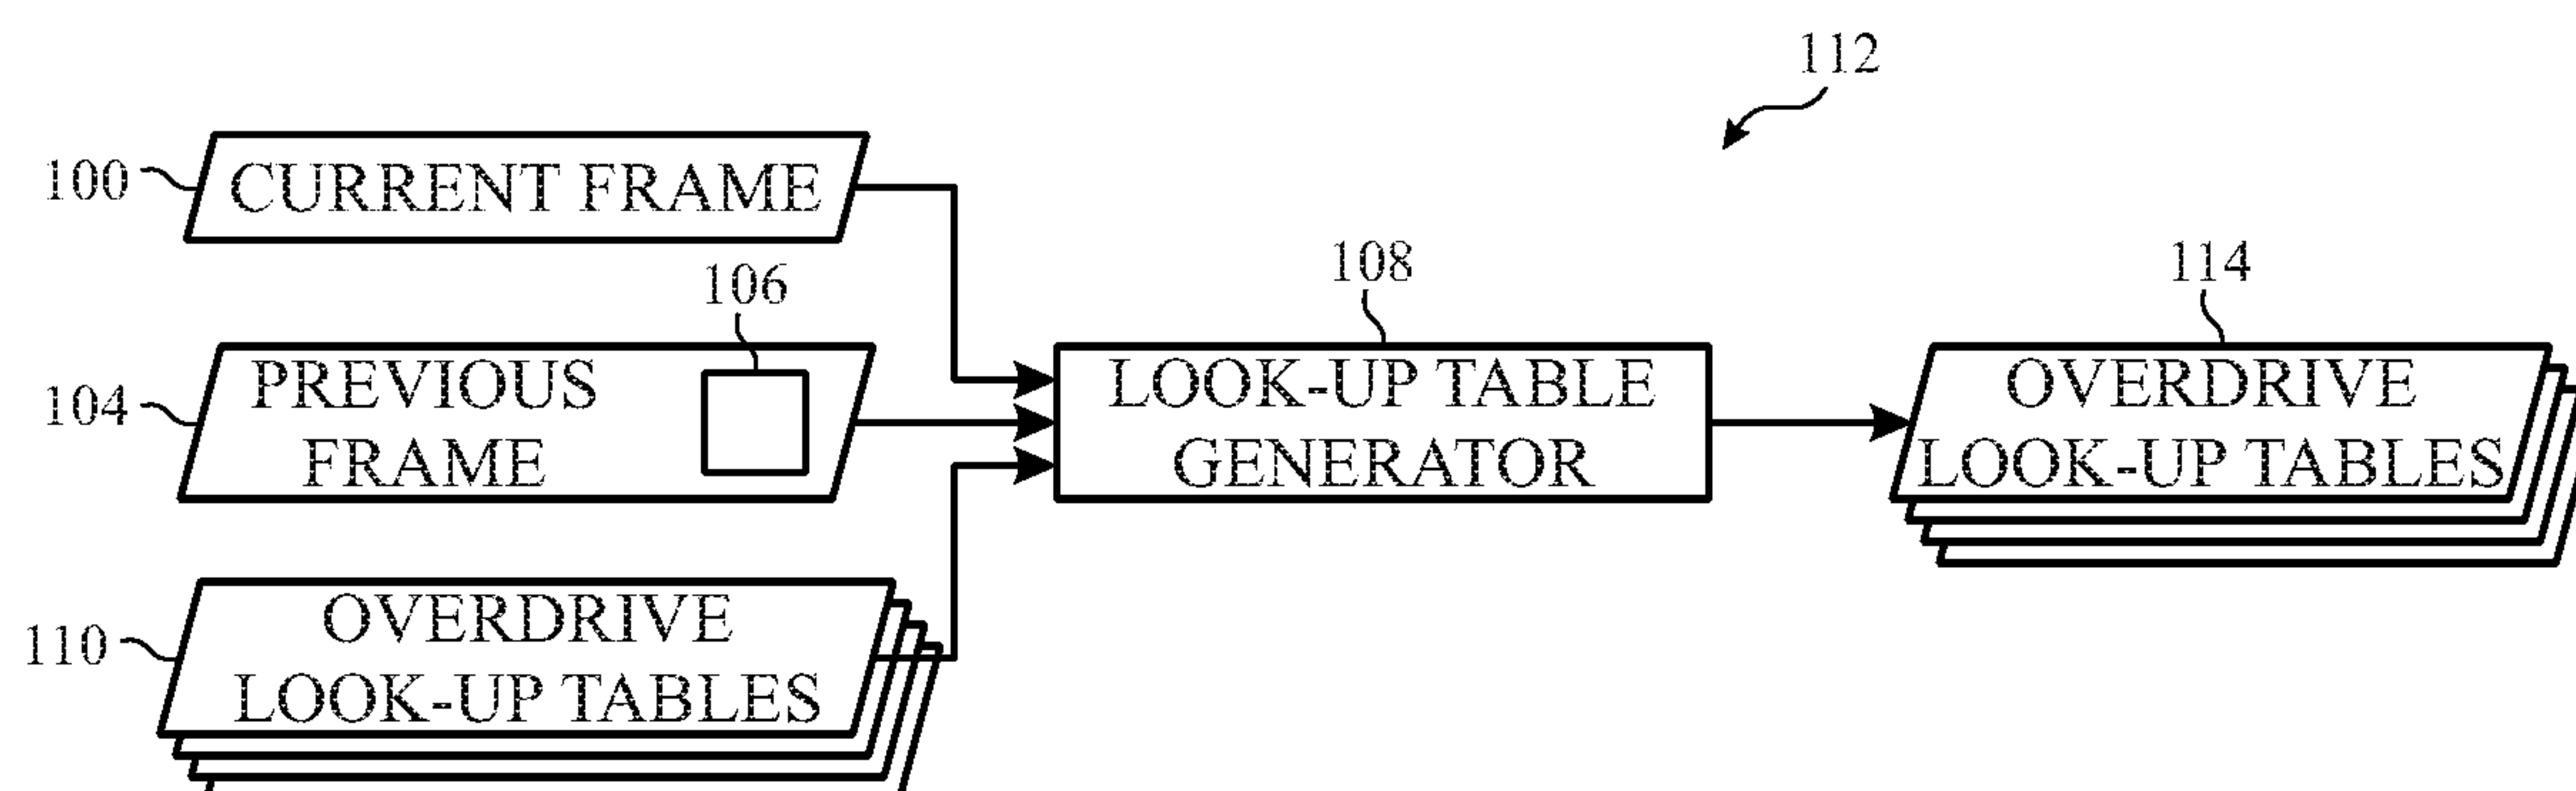 112
100
CURRENT FRAME
106
108
114
104
PREVIOUS
FRAME
LOOK-UP TABLE
GENERATOR
OVERDRIVE
LOOK-UP TABLES
110
OVERDRIVE
LOOK-UP TABLES